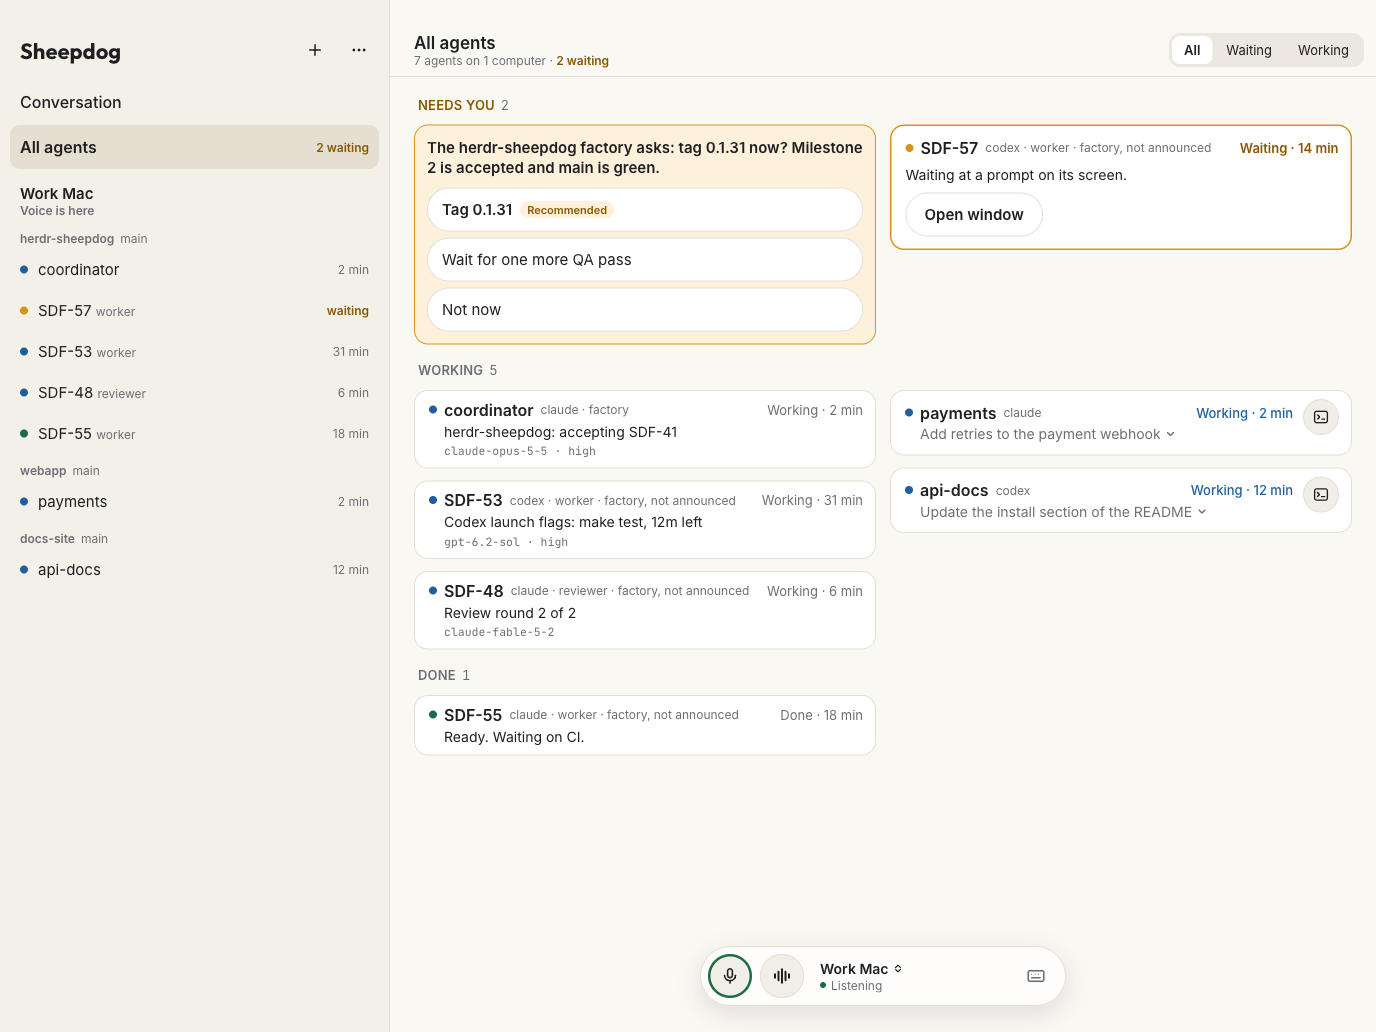 Sheepdog
Conversation
All agents 2 waiting
Work Mac
Voice is here
herdr-sheepdog main
coordinator 2 min
SDF-57 worker waiting
SDF-53 worker 31 min
SDF-48 reviewer 6 min
SDF-55 worker 18 min
webapp main
payments 2 min
docs-site main
api-docs 12 min
All agents
7 agents on 1 computer · 2 waiting
All Waiting Working
NEEDS YOU 2
The herdr-sheepdog factory asks: tag 0.1.31 now? Milestone
2 is accepted and main is green.
Tag 0.1.31 Recommended
Wait for one more QA pass
Not now
SDF-57 codex · worker · factory, not announced Waiting · 14 min
Waiting at a prompt on its screen.
Open window
WORKING 5
coordinator claude · factory Working · 2 min
herdr-sheepdog: accepting SDF-41
claude-opus-5-5 · high
SDF-53 codex · worker · factory, not announced Working · 31 min
Codex launch flags: make test, 12m left
gpt-6.2-sol · high
SDF-48 claude · reviewer · factory, not announced Working · 6 min
Review round 2 of 2
claude-fable-5-2
payments claude Working · 2 min
Add retries to the payment webhook
api-docs codex Working · 12 min
Update the install section of the README
DONE 1
SDF-55 claude · worker · factory, not announced Done · 18 min
Ready. Waiting on CI.
Work Mac
Listening